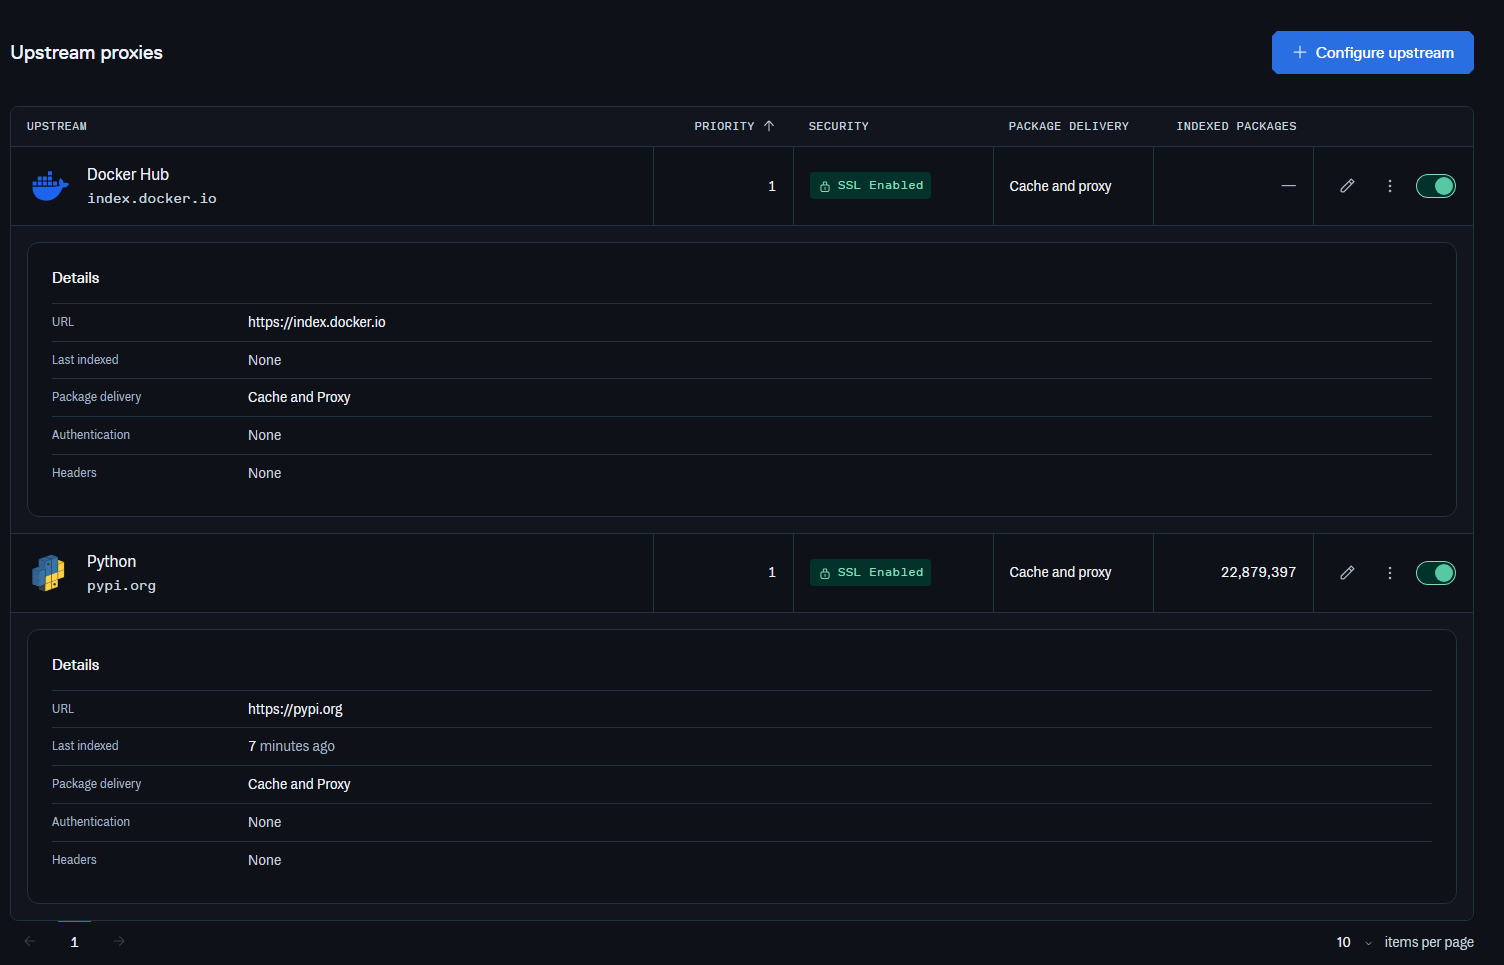 Upstream proxies
Configure upstream
UPSTREAM PRIORITY SECURITY PACKAGE DELIVERY INDEXED PACKAGES
Docker Hub
index.docker.io
1 SSL Enabled Cache and proxy —
Details
URL https://index.docker.io
Last indexed None
Package delivery Cache and Proxy
Authentication None
Headers None
Python
pypi.org
1 SSL Enabled Cache and proxy 22,879,397
Details
URL https://pypi.org
Last indexed 7 minutes ago
Package delivery Cache and Proxy
Authentication None
Headers None
1 10 items per page